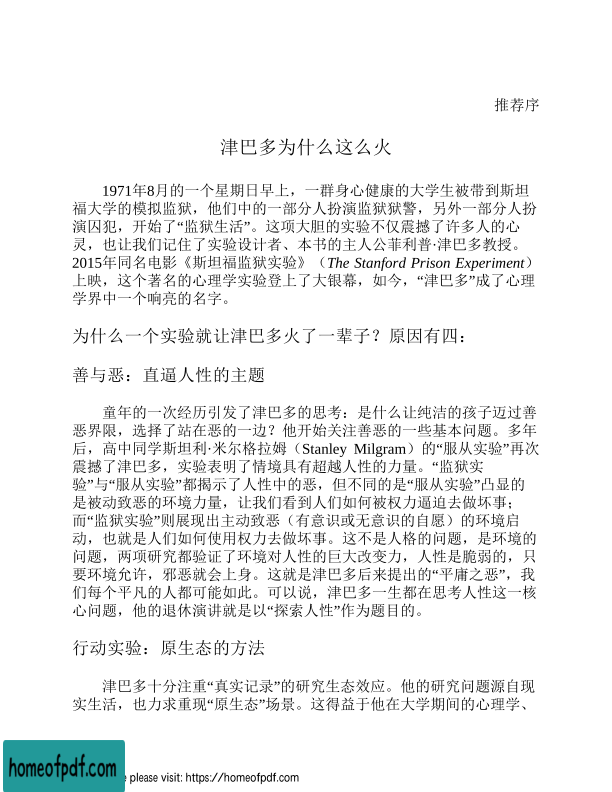 推荐序
津巴多为什么这么火
1971年8月的一个星期日早上，一群身心健康的大学生被带到斯坦
福大学的模拟监狱，他们中的一部分人扮演监狱狱警，另外一部分人扮
演囚犯，开始了“监狱生活”。这项大胆的实验不仅震撼了许多人的心
灵，也让我们记住了实验设计者、本书的主人公菲利普·津巴多教授。
2015年同名电影《斯坦福监狱实验》（The Stanford Prison Experiment）
上映，这个著名的心理学实验登上了大银幕，如今，“津巴多”成了心理
学界中一个响亮的名字。
为什么一个实验就让津巴多火了一辈子？原因有四：
善与恶：直逼人性的主题
童年的一次经历引发了津巴多的思考：是什么让纯洁的孩子迈过善
恶界限，选择了站在恶的一边？他开始关注善恶的一些基本问题。多年
后，高中同学斯坦利·米尔格拉姆（Stanley Milgram）的“服从实验”再次
震撼了津巴多，实验表明了情境具有超越人性的力量。“监狱实
验”与“服从实验”都揭示了人性中的恶，但不同的是“服从实验”凸显的
是被动致恶的环境力量，让我们看到人们如何被权力逼迫去做坏事；
而“监狱实验”则展现出主动致恶（有意识或无意识的自愿）的环境启
动，也就是人们如何使用权力去做坏事。这不是人格的问题，是环境的
问题，两项研究都验证了环境对人性的巨大改变力，人性是脆弱的，只
要环境允许，邪恶就会上身。这就是津巴多后来提出的“平庸之恶”，我
们每个平凡的人都可能如此。可以说，津巴多一生都在思考人性这一核
心问题，他的退休演讲就是以“探索人性”作为题目的。
行动实验：原生态的方法
津巴多十分注重“真实记录”的研究生态效应。他的研究问题源自现
实生活，也力求重现“原生态”场景。这得益于他在大学期间的心理学、
homeofpdf.com
e please visit: https://homeofpdf.com